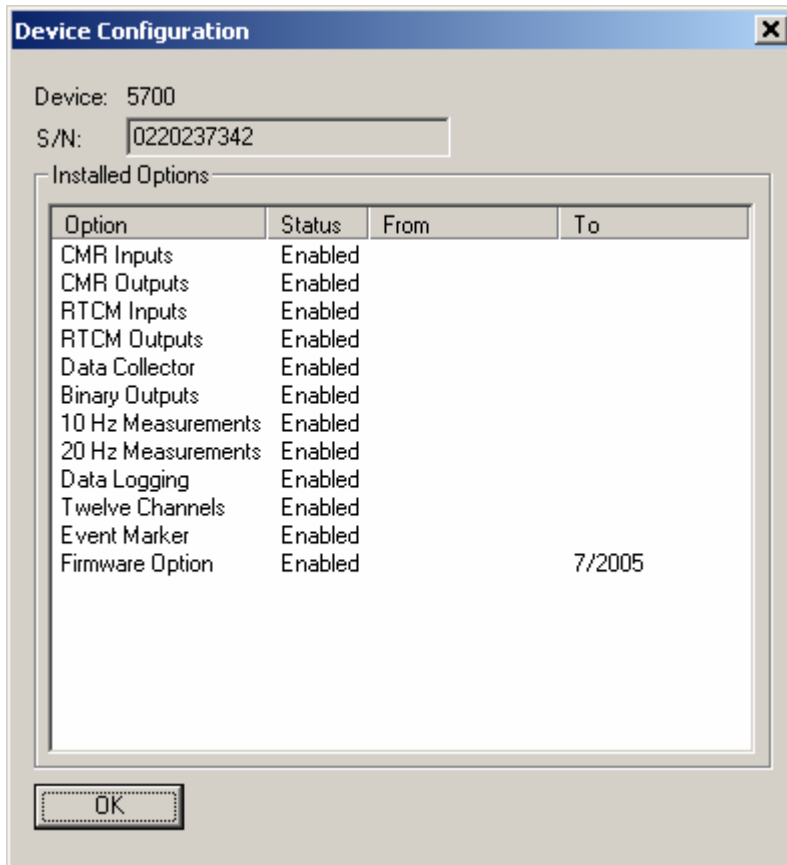 Device Configuration
Device: 5700
S/N: 0220237342
Installed Options
Option Status From To
CMR Inputs Enabled
CMR Outputs Enabled
RTCM Inputs Enabled
RTCM Outputs Enabled
Data Collector Enabled
Binary Outputs Enabled
10 Hz Measurements Enabled
20 Hz Measurements Enabled
Data Logging Enabled
Twelve Channels Enabled
Event Marker Enabled
Firmware Option Enabled 7/2005
OK